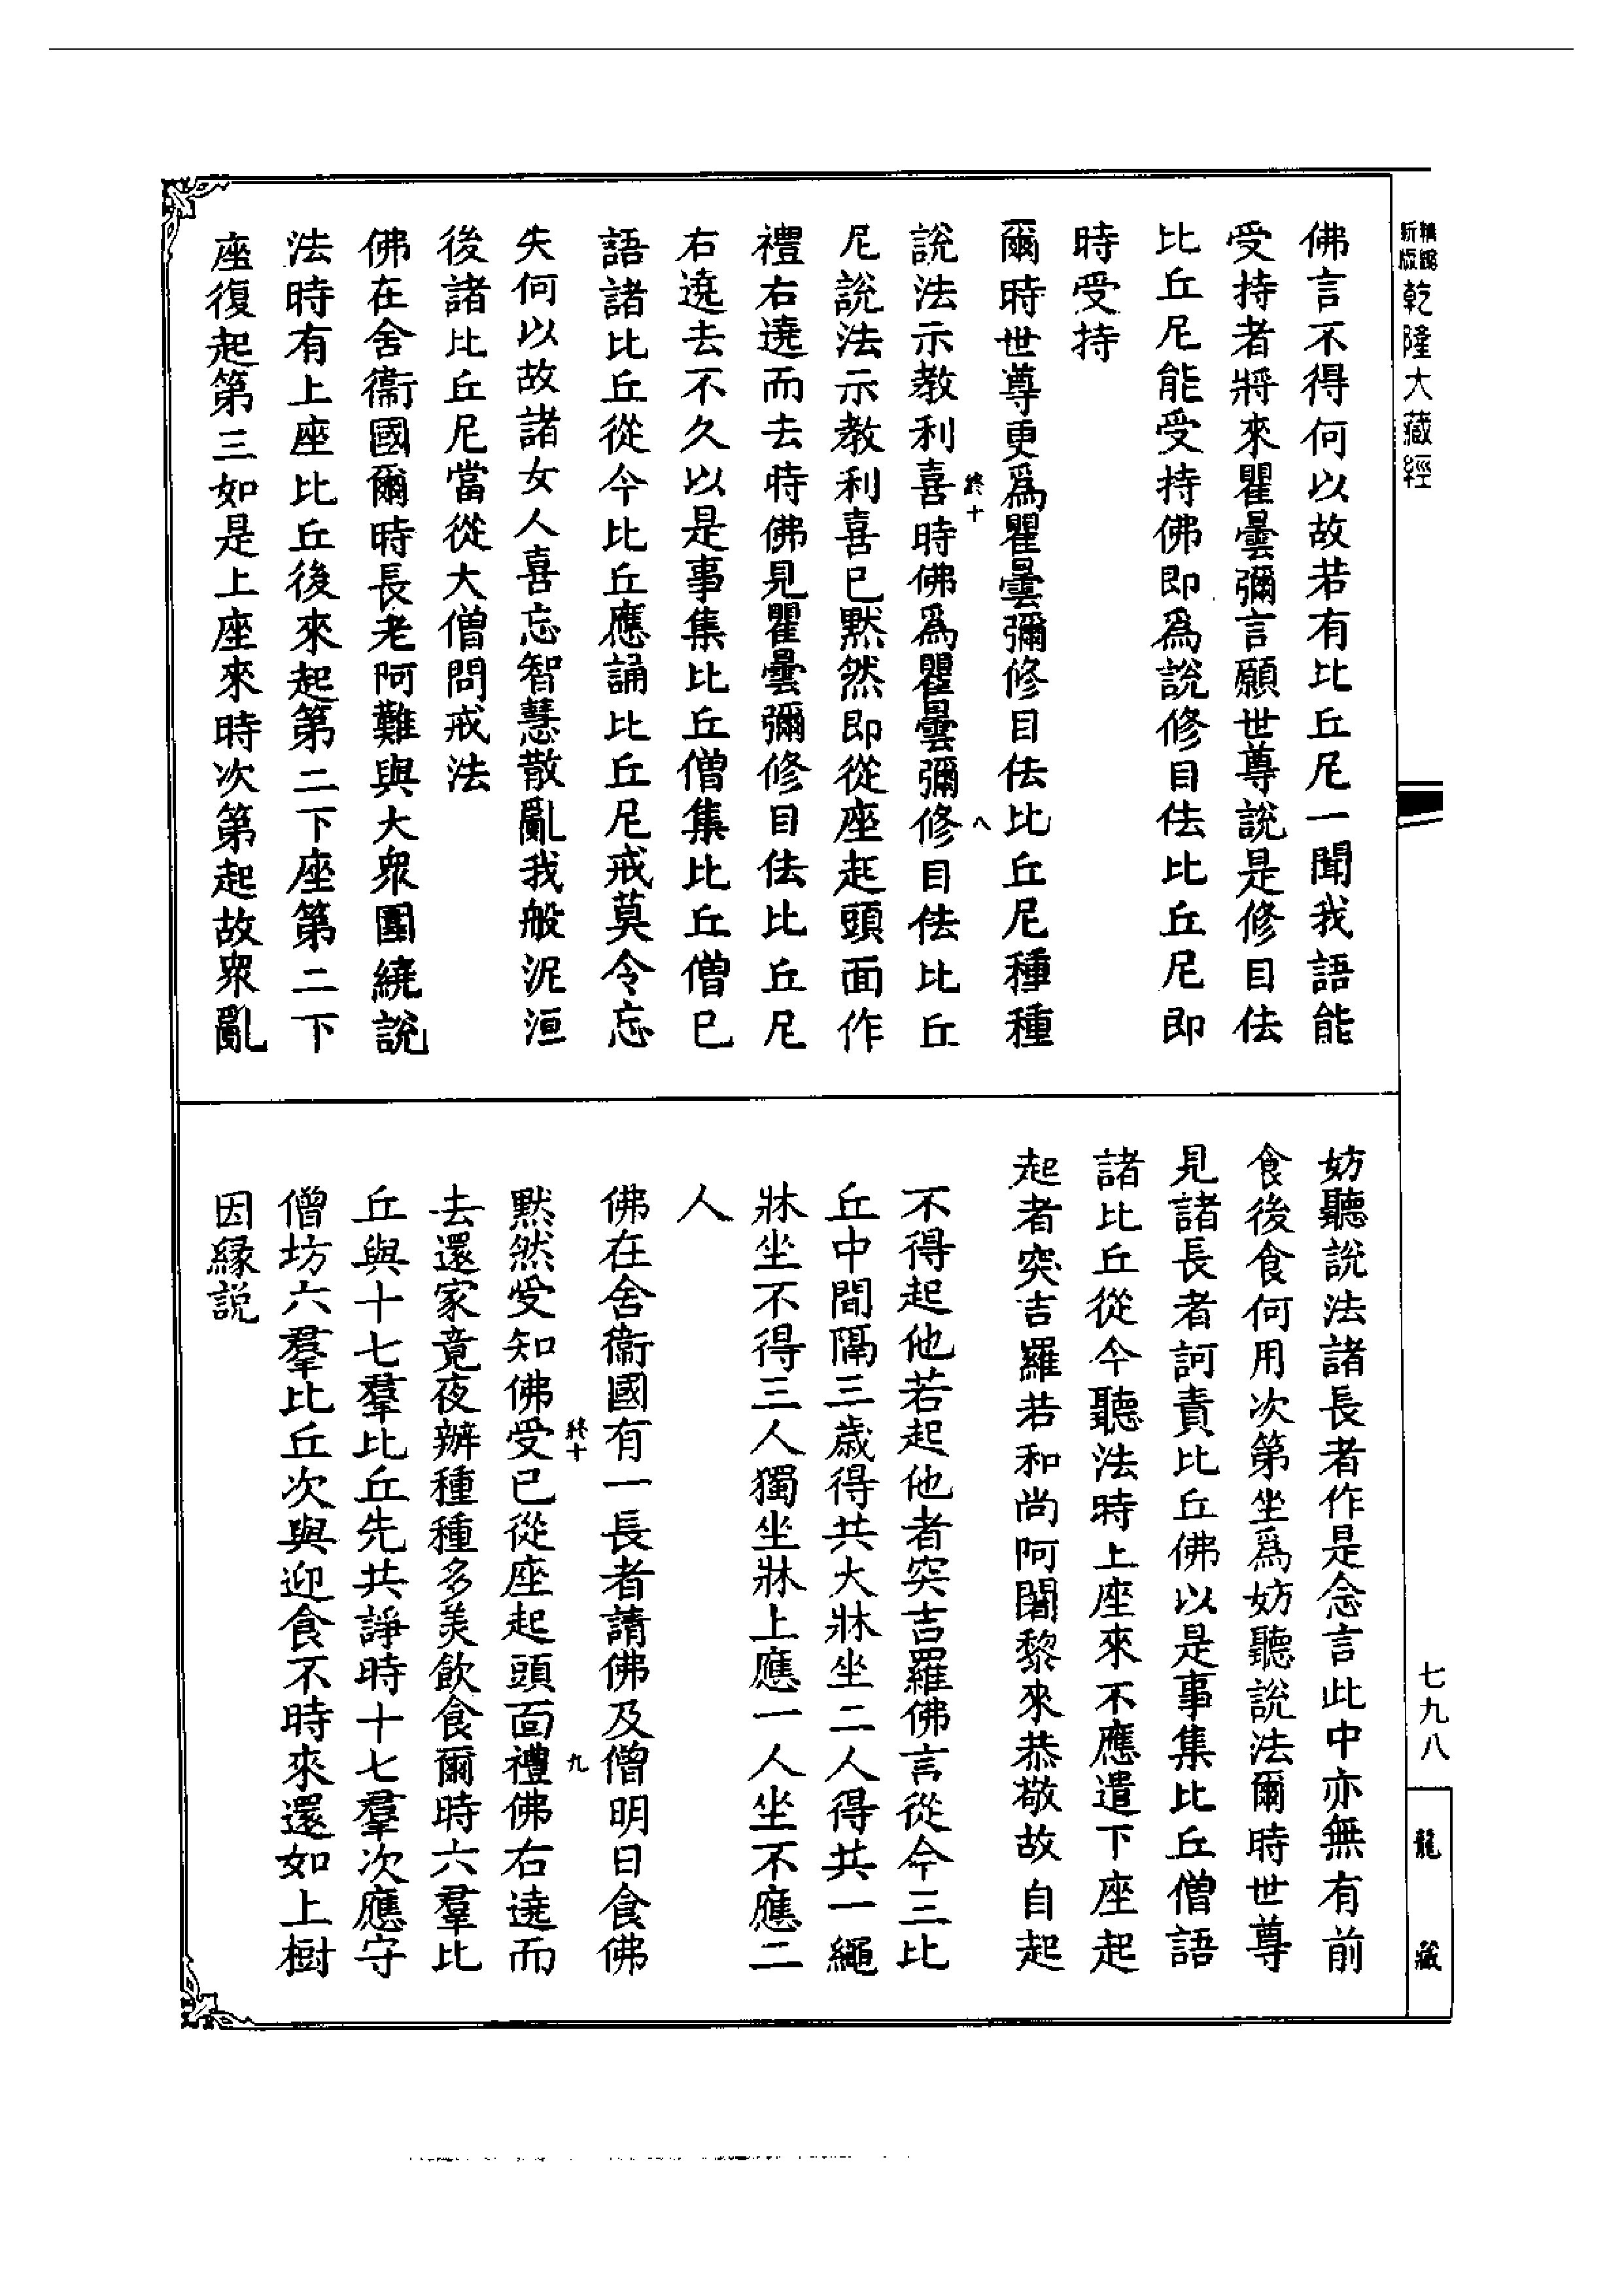 新版
精縮
乾隆大藏經
佛言不得何以故若有比丘尼一聞我語能
受持者將來瞿曇彌言願世尊說是修目佉
比丘尼能受持佛即爲說修目佉比丘尼即
時受持
爾時世尊更爲瞿曇彌修目佉比丘尼種種
終十
八
說法示教利喜時佛爲瞿曇彌修目佉比丘
尼說法示教利喜已默然即從座起頭面作
禮右遶而去時佛見瞿曇彌修目佉比丘尼
右遶去不久以是事集比丘僧集比丘僧已
語諸比丘從今比丘應誦比丘尼戒莫令忘
失何以故諸女人喜忘智慧散亂我般泥洹
後諸比丘尼當從大僧問戒法
佛在舍衞國爾時長老阿難與大衆圍繞說
法時有上座比丘後來起第二下座第二下
座復起第三如是上座來時次第起故衆亂
妨聽說法諸長者作是念言此中亦無有前
食後食何用次第坐爲妨聽說法爾時世尊
見諸長者訶責比丘佛以是事集比丘僧語
諸比丘從今聽法時上座來不應遣下座起
起者突吉羅若和尚阿闍黎來恭敬故自起
不得起他若起他者突吉羅佛言從今三比
丘中間隔三歲得共大牀坐二人得共一繩
牀坐不得三人獨坐牀上應一人坐不應二
人
佛在舍衞國有一長者請佛及僧明日食佛
終十
九
默然受知佛受已從座起頭面禮佛右遶而
去還家竟夜辦種種多美飲食爾時六羣比
丘與十七羣比丘先共諍時十七羣次應守
僧坊六羣比丘次與迎食不時來還如上樹
因縁説
七九八
龍藏